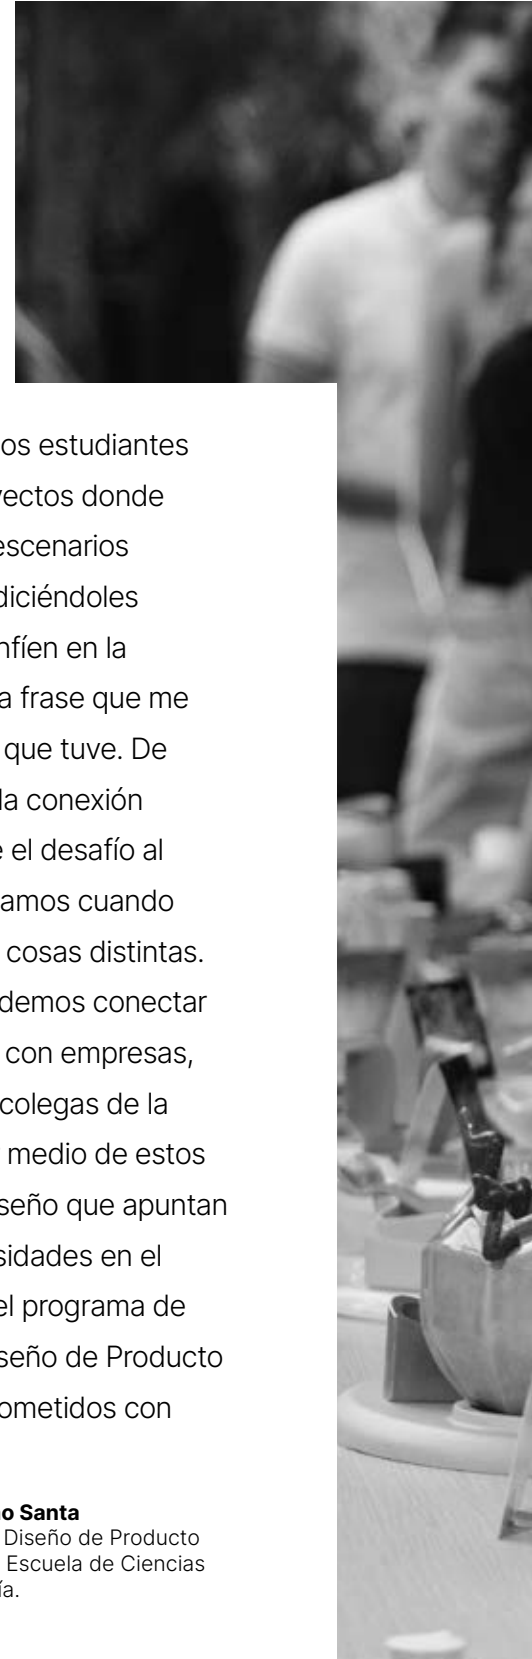 os estudiantes
yectos donde
escenarios
diciéndoles
nfíen en la
a frase que me
que tuve. De
la conexión
e el desafío al
amos cuando
cosas distintas.
demos conectar
con empresas,
colegas de la
medio de estos
seño que apuntan
sidades en el
el programa de
seño de Producto
ometidos con
o Santa
Diseño de Producto
Escuela de Ciencias
ía.